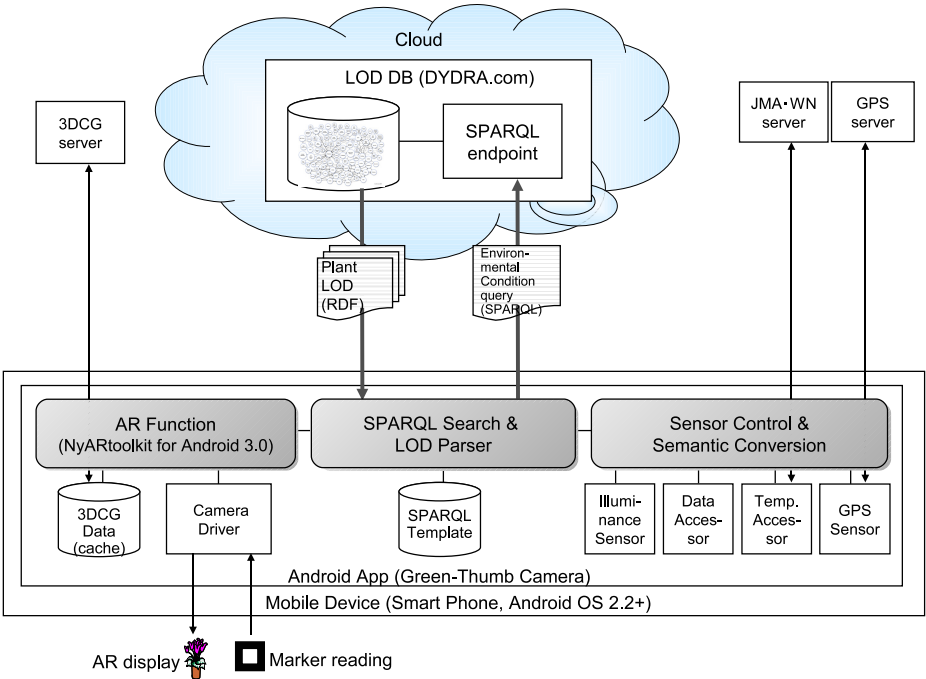 Cloud
LOD DB (DYDRA.com)
SPARQL
endpoint
3DCG
server
JMA・WN
server
GPS
server
Plant
LOD
(RDF)
Environ-
mental
Condition
query
(SPARQL)
AR Function
(NyARtoolkit for Android 3.0)
SPARQL Search &
LOD Parser
Sensor Control &
Semantic Conversion
3DCG
Data
(cache)
Camera
Driver
SPARQL
Template
Illumi-
nance
Sensor
Data
Acces-
sor
Temp.
Acces-
sor
GPS
Sensor
Android App (Green-Thumb Camera)
Mobile Device (Smart Phone, Android OS 2.2+)
AR display
Marker reading